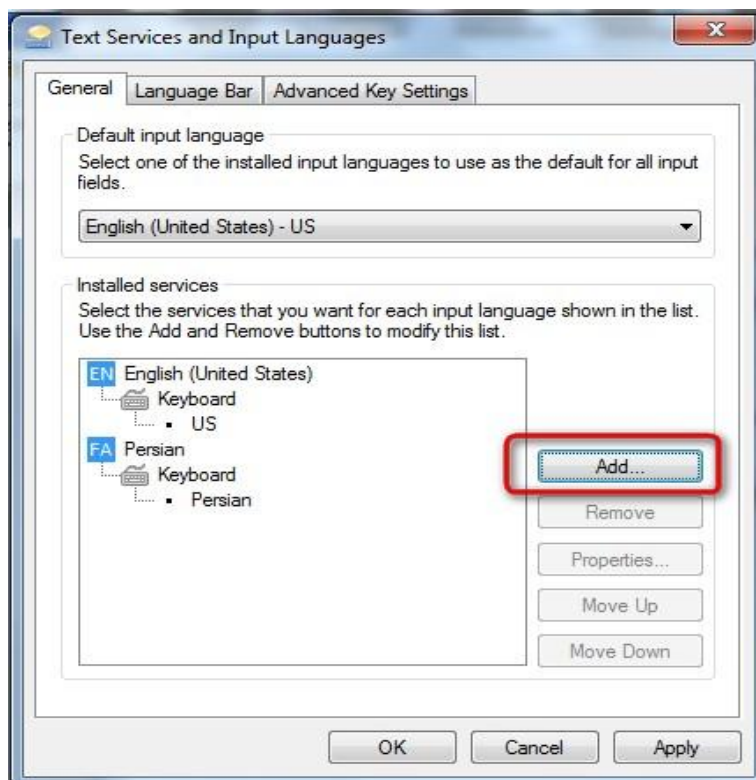 Text Services and Input Languages
General
Language Bar
Advanced Key Settings
Default input language
Select one of the installed input languages to use as the default for all input
fields.
English (United States) - US
Installed services
Select the services that you want for each input language shown in the list.
Use the Add and Remove buttons to modify this list.
EN English (United States)
Keyboard
US
FA Persian
Keyboard
Persian
Add...
Remove
Properties...
Move Up
Move Down
OK
Cancel
Apply